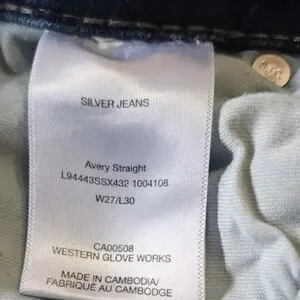 SILVER JEANS
Avery Straight
L94443SSX432 1004108
W27/L30
CA00508
WESTERN GLOVE WORKS
MADE IN CAMBODIA/
FABRIQUÉ AU CAMBODGE